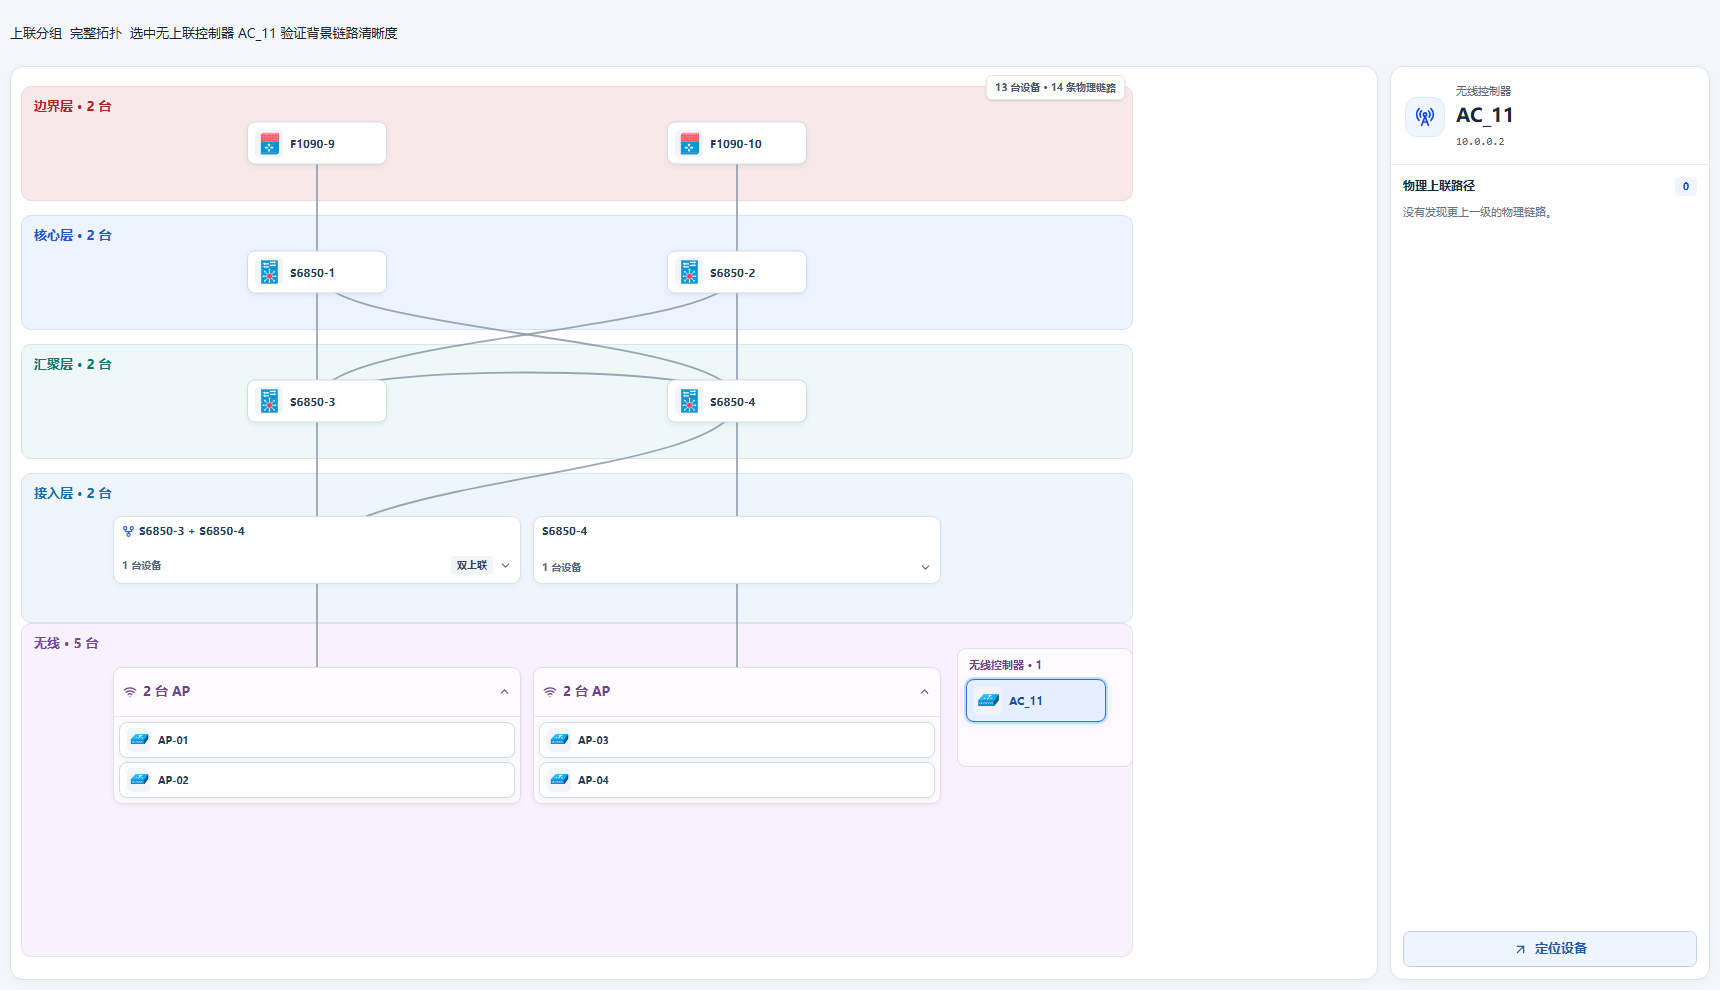 上联分组 完整拓扑 选中无上联控制器 AC_11 验证背景链路清晰度
13 台设备 • 14 条物理链路
边界层 • 2 台
F1090-9
F1090-10
核心层 • 2 台
S6850-1
S6850-2
汇聚层 • 2 台
S6850-3
S6850-4
接入层 • 2 台
S6850-3 + S6850-4
1 台设备
双上联
S6850-4
1 台设备
无线 • 5 台
2 台 AP
AP-01
AP-02
2 台 AP
AP-03
AP-04
无线控制器 • 1
AC_11
无线控制器
AC_11
10.0.0.2
物理上联路径
0
没有发现更上一级的物理链路。
定位设备